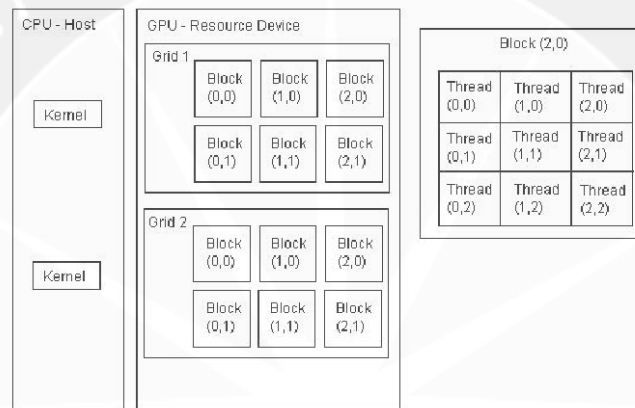 CPU - Host
Kernel
Kernel
GPU - Resource Device
Grid 1
Block
(0,0)
Block
(1,0)
Block
(2,0)
Block
(0,1)
Block
(1,1)
Block
(2,1)
Grid 2
Block
(0,0)
Block
(1,0)
Block
(2,0)
Block
(0,1)
Block
(1,1)
Block
(2,1)
Block (2,0)
Thread
(0,0)
Thread
(1,0)
Thread
(2,0)
Thread
(0,1)
Thread
(1,1)
Thread
(2,1)
Thread
(0,2)
Thread
(1,2)
Thread
(2,2)